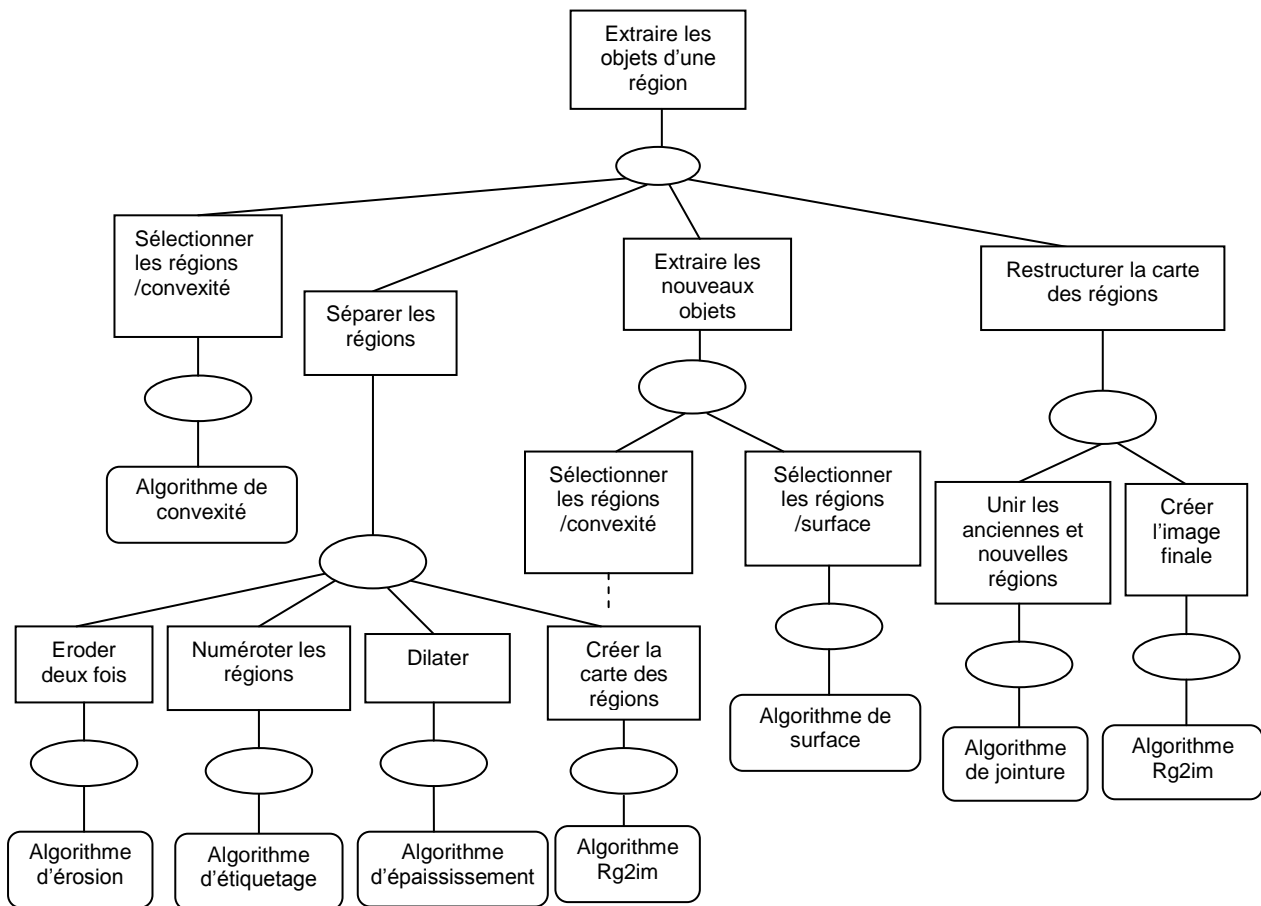 Extraire les
objets d'une
région
Sélectionner
les régions
/convexité
Séparer les
régions
Extraire les
nouveaux
objets
Restructurer la carte
des régions
Algorithme de
convexité
Sélectionner
les régions
/convexité
Sélectionner
les régions
/surface
Unir les
anciennes et
nouvelles
régions
Créer
l'image
finale
Eroder
deux fois
Numéroter les
régions
Dilater
Créer la
carte des
régions
Algorithme de
surface
Algorithme
de jointure
Algorithme
Rg2im
Algorithme
d'érosion
Algorithme
d'étiquetage
Algorithme
d'épaississement
Algorithme
Rg2im